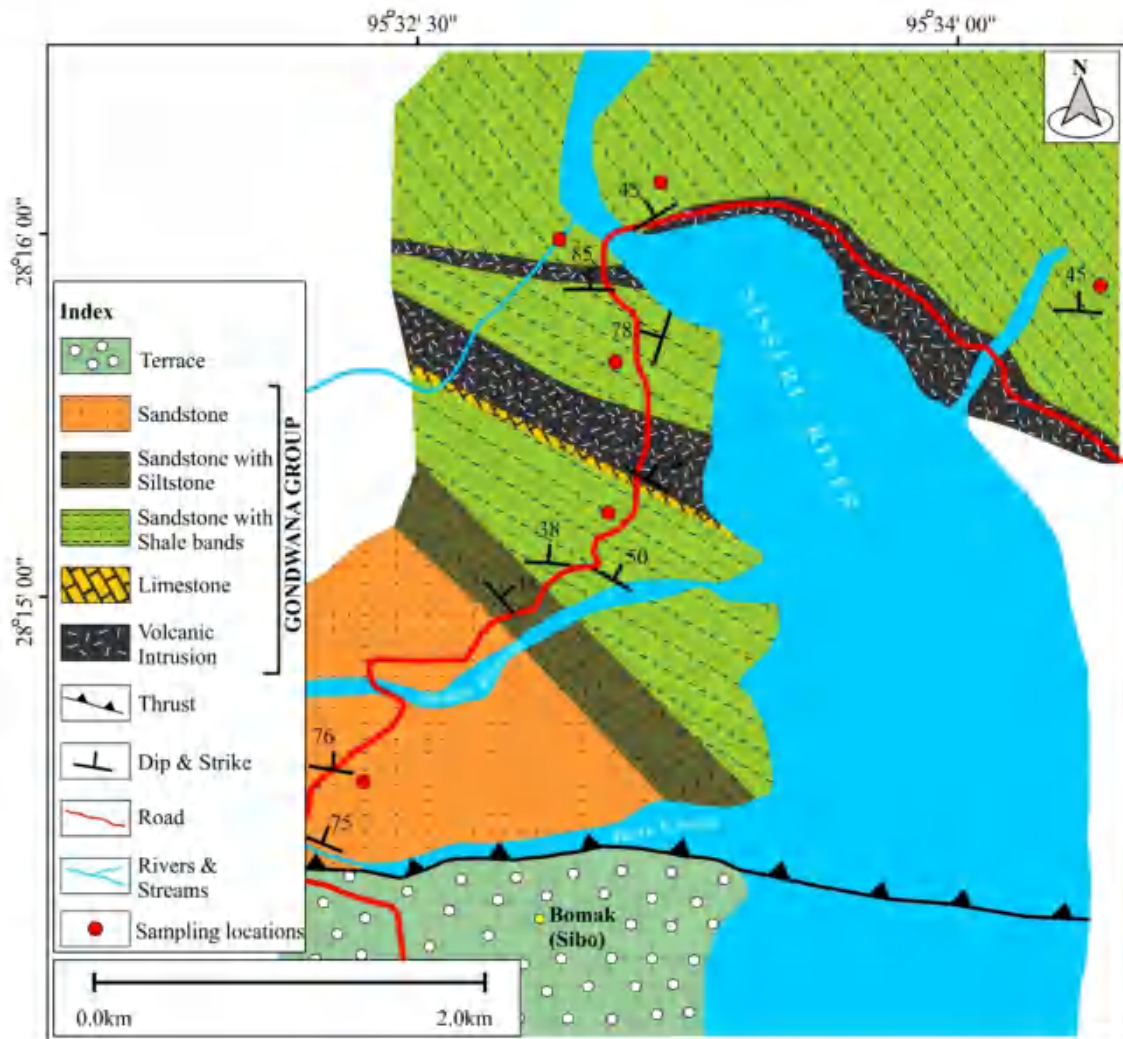 95°32' 30"
95°34' 00"
N
28°16' 00"
28°15' 00"
45
85
78
45
SISSERI RIVER
38
50
76
75
Bomak
(Sibo)
Index
Terrace
Sandstone
Sandstone with
Siltstone
Sandstone with
Shale bands
Limestone
Volcanic
Intrusion
GONDWANA GROUP
Thrust
Dip & Strike
Road
Rivers &
Streams
Sampling locations
0.0km
2.0km